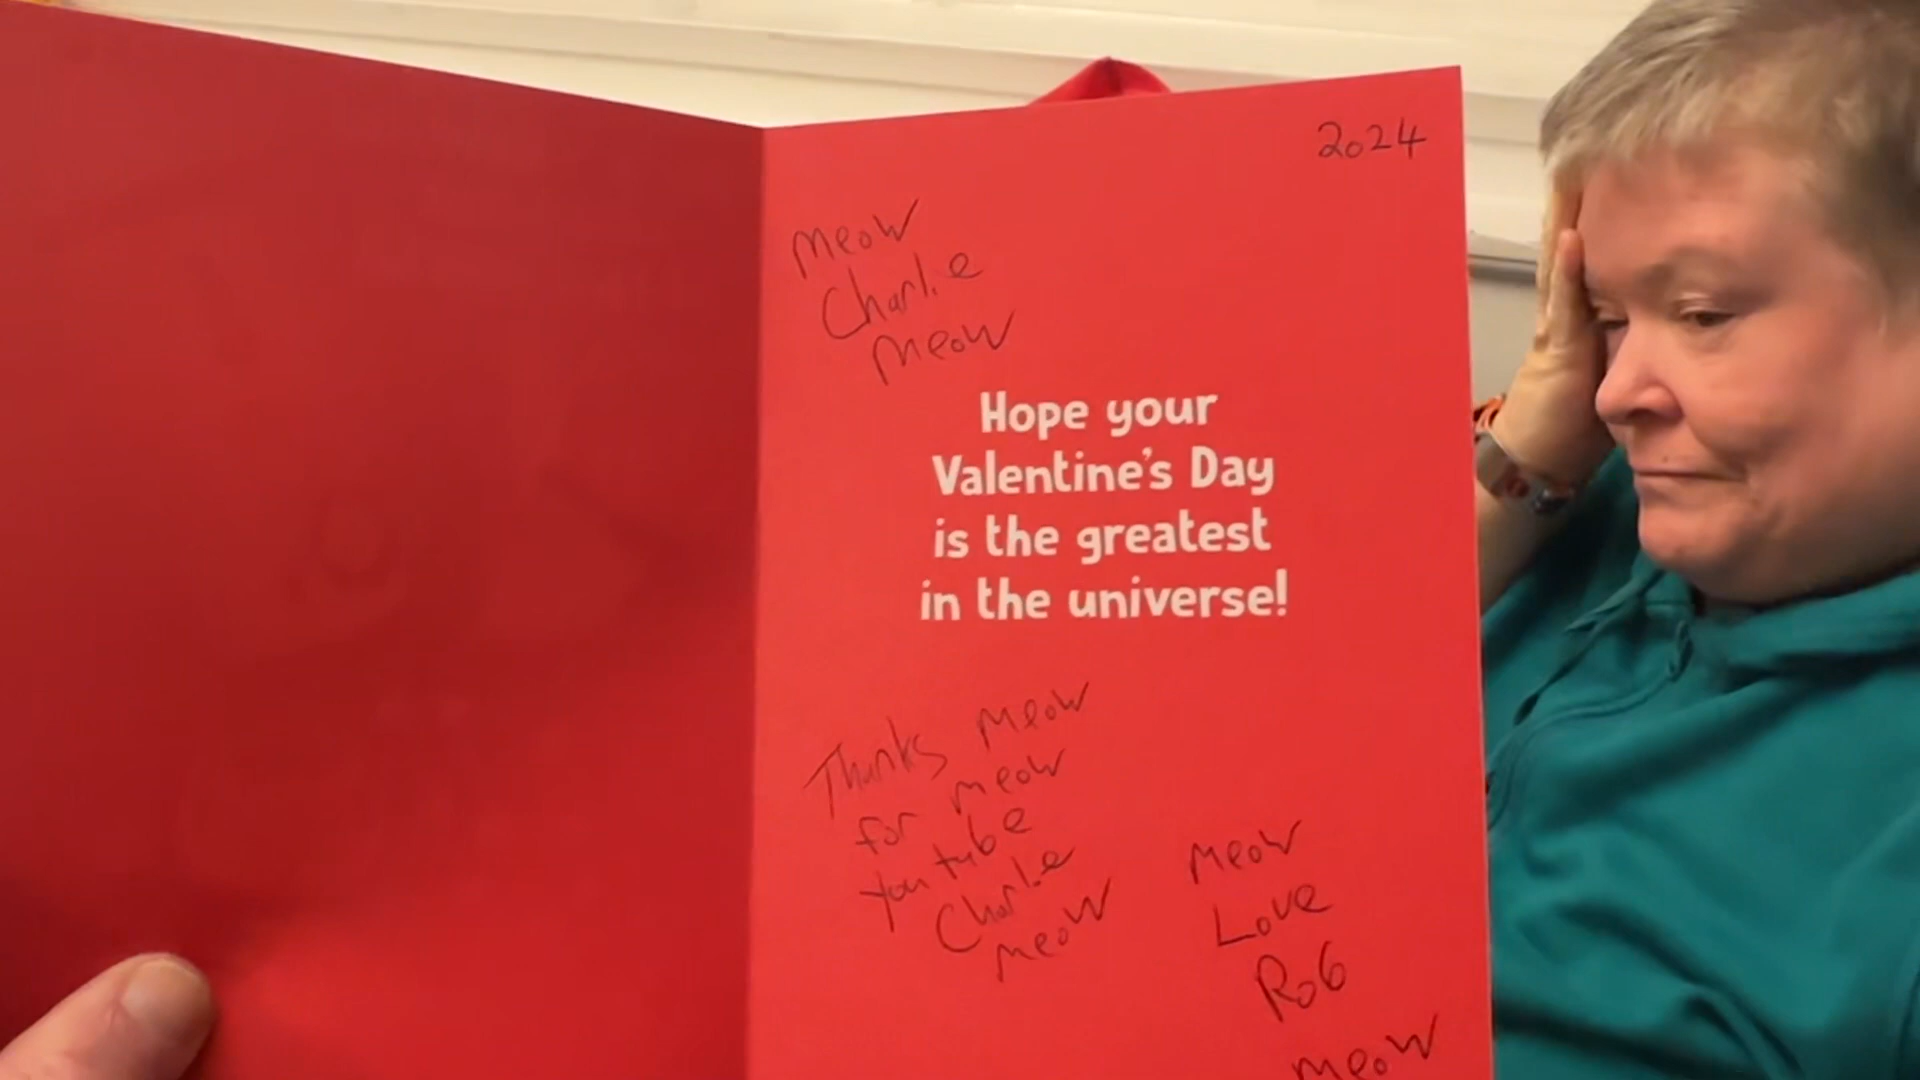 2024
meow
Charlie
meow
Hope your
Valentine's Day
is the greatest
in the universe!
Thanks meow
for meow
youtube
Charlie
meow
meow
Love
Rob
meow